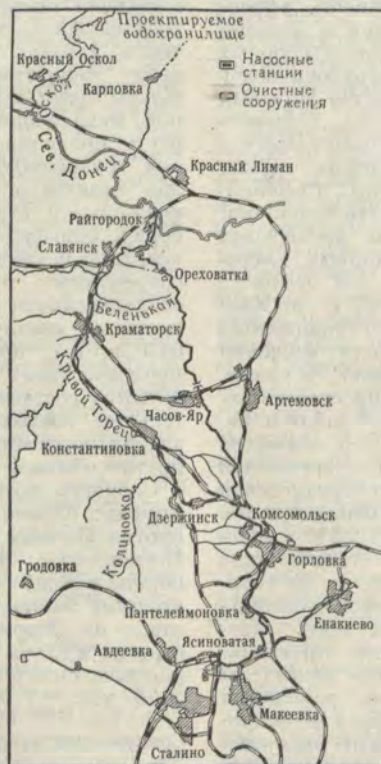 Проектируемое
водохранилище
Красный Оскол
Карповка
Насосные
станции
Очистные
сооружения
Оскол
Сев. Донец
Красный Лиман
Райгородок
Славянск
Ореховатка
Беленькая
Краматорск
Кривой Торец
Часов-Яр
Артемовск
Константиновка
Дзержинск
Комсомольск
Калиновка
Горловка
Гродовка
Пэнтелеймоновка
Енакиево
Ясиноватая
Авдеевка
Макеевка
Сталино